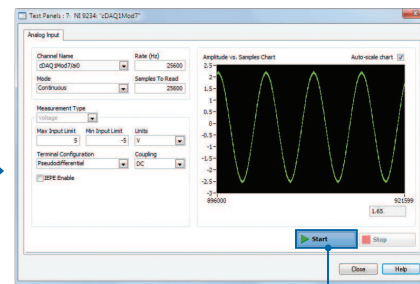 Test Panels : 7: NI 9234: "cDAQ1Mod7"
Analog Input
Channel Name
cDAQ1Mod7/ai0
Rate (Hz)
25600
Mode
Continuous
Samples To Read
25600
Measurement Type
Voltage
Max Input Limit
5
Min Input Limit
-5
Units
V
Terminal Configuration
Pseudodifferential
Coupling
DC
IEPE Enable
Amplitude vs. Samples Chart
Auto-scale chart
2.5
2
1.5
1
0.5
0
-0.5
-1
-1.5
-2
-2.5
-3
896000
921599
1.65
Start
Stop
Close
Help